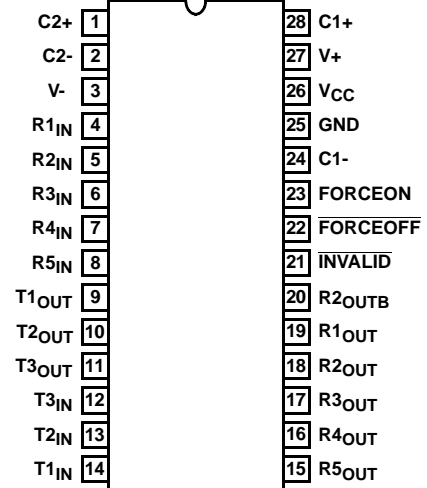 C2+ 1 28 C1+
C2- 2 27 V+
V- 3 26 VCC
R1IN 4 25 GND
R2IN 5 24 C1-
R3IN 6 23 FORCEON
R4IN 7 22 FORCEOFF
R5IN 8 21 INVALID
T1OUT 9 20 R2OUTB
T2OUT 10 19 R1OUT
T3OUT 11 18 R2OUT
T3IN 12 17 R3OUT
T2IN 13 16 R4OUT
T1IN 14 15 R5OUT